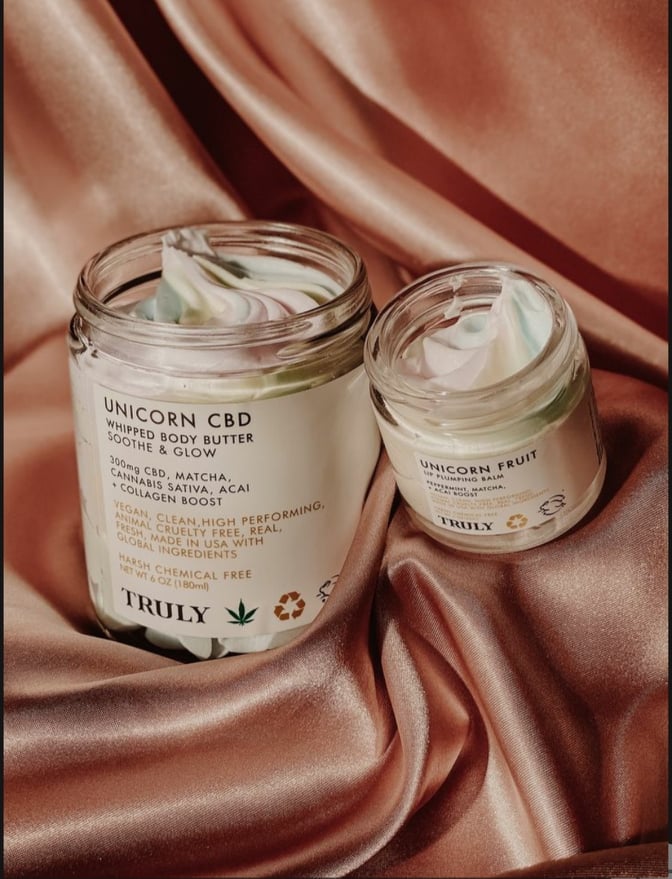 UNICORN CBD
WHIPPED BODY BUTTER
SOOTHE & GLOW
300mg CBD, MATCHA,
CANNABIS SATIVA, ACAI
+ COLLAGEN BOOST
VEGAN, CLEAN,HIGH PERFORMING,
ANIMAL CRUELTY FREE, REAL,
FRESH, MADE IN USA WITH
GLOBAL INGREDIENTS
HARSH CHEMICAL FREE
NET WT 6 OZ (180ml)
TRULY
UNICORN FRUIT
LIP PLUMPING BALM
PEPPERMINT, MATCHA,
+ ACAI BOOST
TRULY